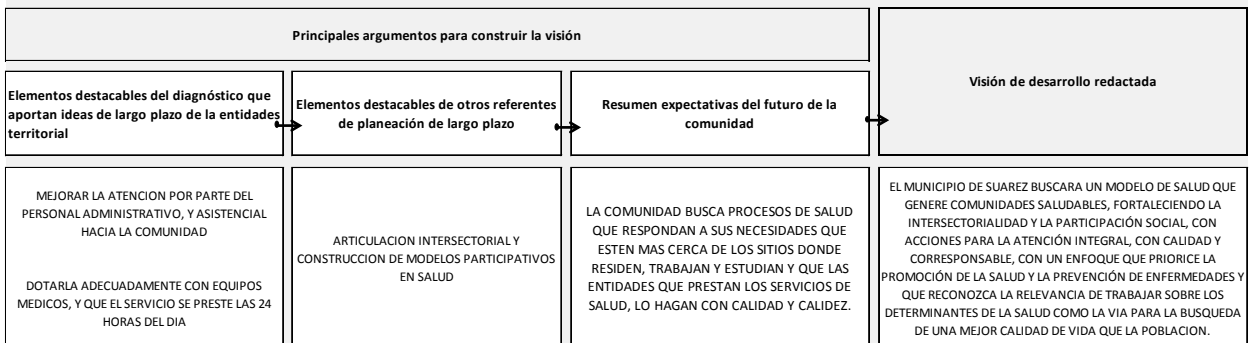 Principales argumentos para construir la visión
Visión de desarrollo redactada
Elementos destacables del diagnóstico que
aportan ideas de largo plazo de la entidades
territorial
Elementos destacables de otros referentes
de planeación de largo plazo
Resumen expectativas del futuro de la
comunidad
MEJORAR LA ATENCION POR PARTE DEL
PERSONAL ADMINISTRATIVO, Y ASISTENCIAL
HACIA LA COMUNIDAD
DOTARLA ADECUADAMENTE CON EQUIPOS
MEDICOS, Y QUE EL SERVICIO SE PRESTE LAS 24
HORAS DEL DIA
ARTICULACION INTERSECTORIAL Y
CONSTRUCCION DE MODELOS PARTICIPATIVOS
EN SALUD
LA COMUNIDAD BUSCA PROCESOS DE SALUD
QUE RESPONDAN A SUS NECESIDADES QUE
ESTEN MAS CERCA DE LOS SITIOS DONDE
RESIDEN, TRABAJAN Y ESTUDIAN Y QUE LAS
ENTIDADES QUE PRESTAN LOS SERVICIOS DE
SALUD, LO HAGAN CON CALIDAD Y CALIDEZ.
EL MUNICIPIO DE SUAREZ BUSCARA UN MODELO DE SALUD QUE
GENERE COMUNIDADES SALUDABLES, FORTALECIENDO LA
INTERSECTORIALIDAD Y LA PARTICIPACIÓN SOCIAL, CON
ACCIONES PARA LA ATENCIÓN INTEGRAL, CON CALIDAD Y
CORRESPONSABLE, CON UN ENFOQUE QUE PRIORICE LA
PROMOCIÓN DE LA SALUD Y LA PREVENCIÓN DE ENFERMEDADES Y
QUE RECONOZCA LA RELEVANCIA DE TRABAJAR SOBRE LOS
DETERMINANTES DE LA SALUD COMO LA VIA PARA LA BUSQUEDA
DE UNA MEJOR CALIDAD DE VIDA QUE LA POBLACION.